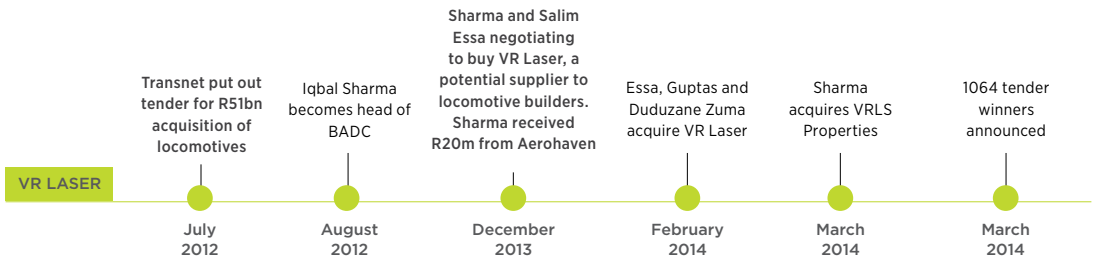 Transnet put out
tender for R51bn
acquisition of
locomotives
Iqbal Sharma
becomes head of
BADC
Sharma and Salim
Essa negotiating
to buy VR Laser, a
potential supplier to
locomotive builders.
Sharma received
R20m from Aerohaven
Essa, Guptas and
Duduzane Zuma
acquire VR Laser
Sharma
acquires VRLS
Properties
1064 tender
winners
announced
VR LASER
July
2012
August
2012
December
2013
February
2014
March
2014
March
2014